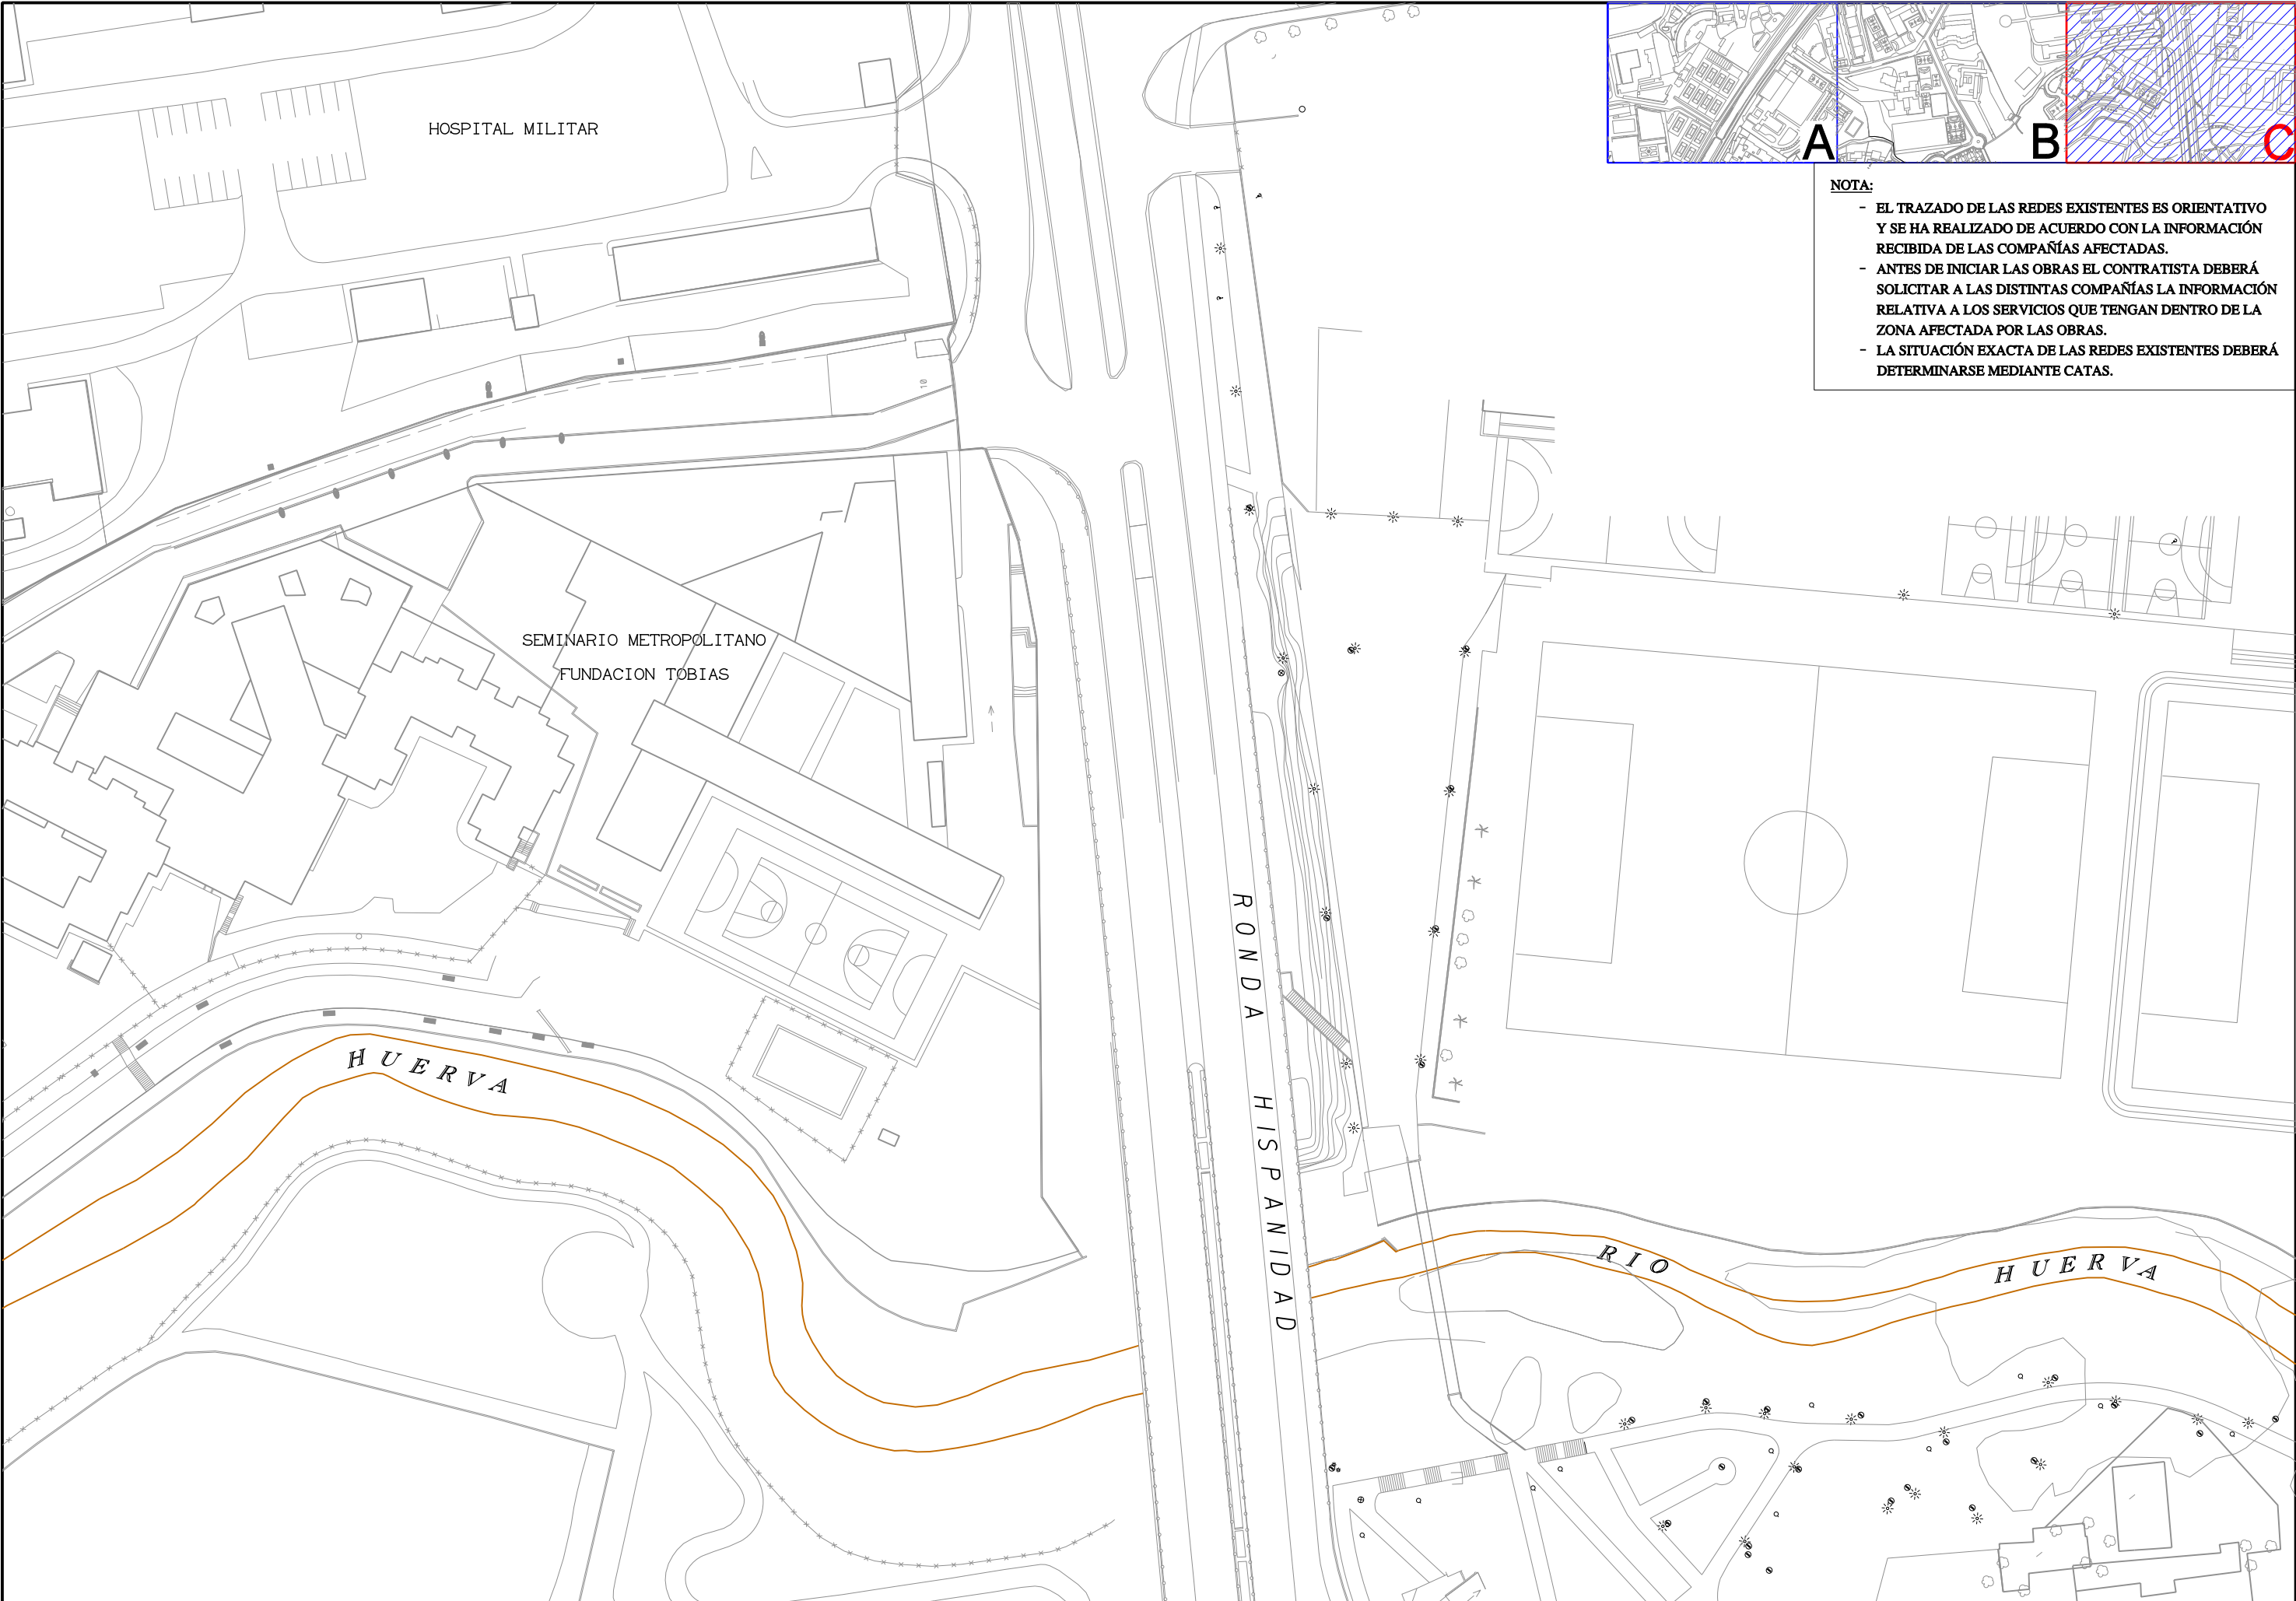 HOSPITAL MILITAR
A
B
C
NOTA:
- EL TRAZADO DE LAS REDES EXISTENTES ES ORIENTATIVO
Y SE HA REALIZADO DE ACUERDO CON LA INFORMACIÓN
RECIBIDA DE LAS COMPAÑÍAS AFECTADAS.
- ANTES DE INICIAR LAS OBRAS EL CONTRATISTA DEBERÁ
SOLICITAR A LAS DISTINTAS COMPAÑÍAS LA INFORMACIÓN
RELATIVA A LOS SERVICIOS QUE TENGAN DENTRO DE LA
ZONA AFECTADA POR LAS OBRAS.
- LA SITUACIÓN EXACTA DE LAS REDES EXISTENTES DEBERÁ
DETERMINARSE MEDIANTE CATAS.
SEMINARIO METROPOLITANO
FUNDACION TOBIAS
RONDA HISPANIDAD
HUERVA
RIO HUERVA